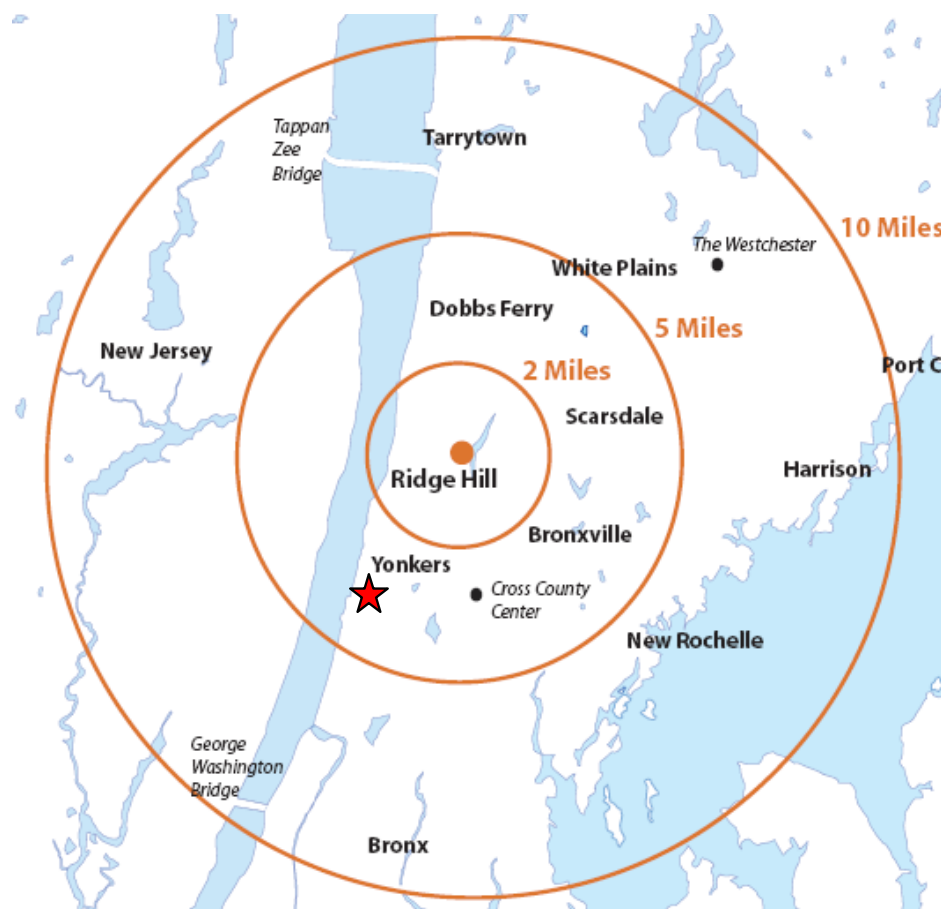 Tappan
Zee
Bridge
Tarrytown
10 Miles
The Westchester
White Plains
Dobbs Ferry
5 Miles
New Jersey
2 Miles
Port C
Scarsdale
Harrison
Ridge Hill
Bronxville
Yonkers
Cross County
Center
New Rochelle
George
Washington
Bridge
Bronx